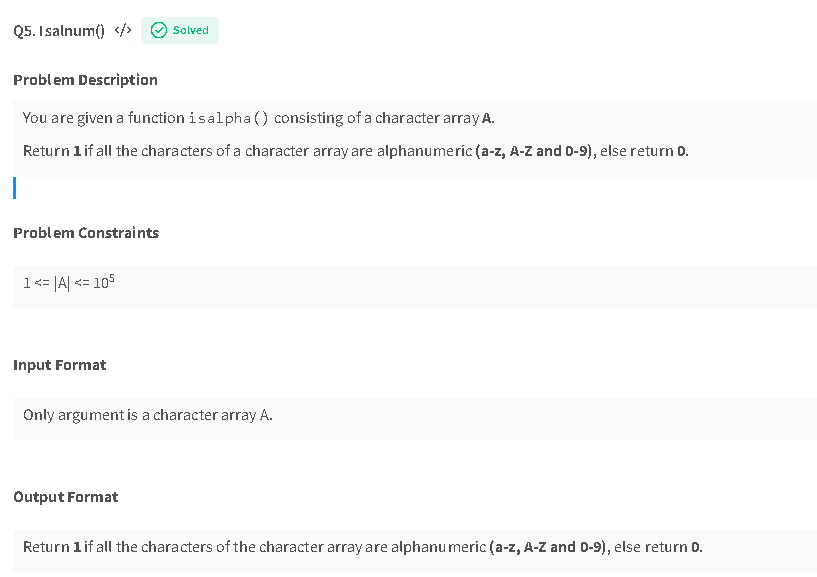 Q5. Isalnum() </> Solved
Problem Description
You are given a function isalpha() consisting of a character array A.
Return 1 if all the characters of a character array are alphanumeric (a-z, A-Z and 0-9), else return 0.
Problem Constraints
1 <= |A| <= 10⁵
Input Format
Only argument is a character array A.
Output Format
Return 1 if all the characters of the character array are alphanumeric (a-z, A-Z and 0-9), else return 0.